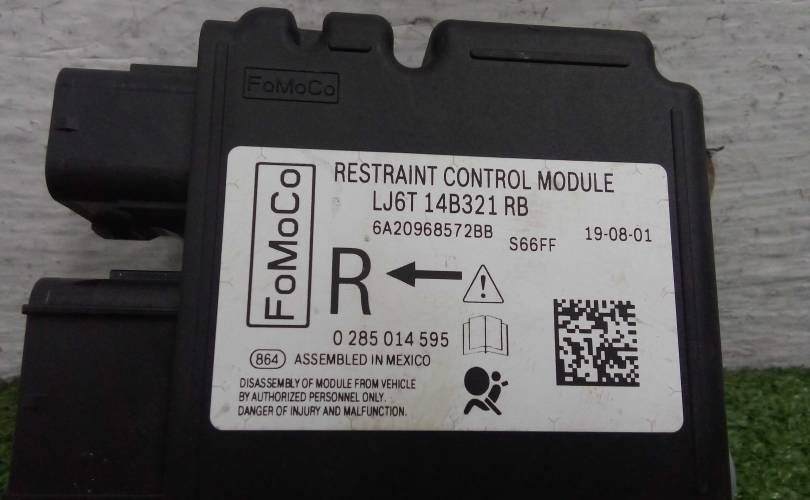 FoMoCo
FoMoCo
RESTRAINT CONTROL MODULE
LJ6T 14B321 RB
6A20968572BB
S66FF
19-08-01
R
0 285 014 595
864 ASSEMBLED IN MEXICO
DISASSEMBLY OF MODULE FROM VEHICLE
BY AUTHORIZED PERSONNEL ONLY.
DANGER OF INJURY AND MALFUNCTION.